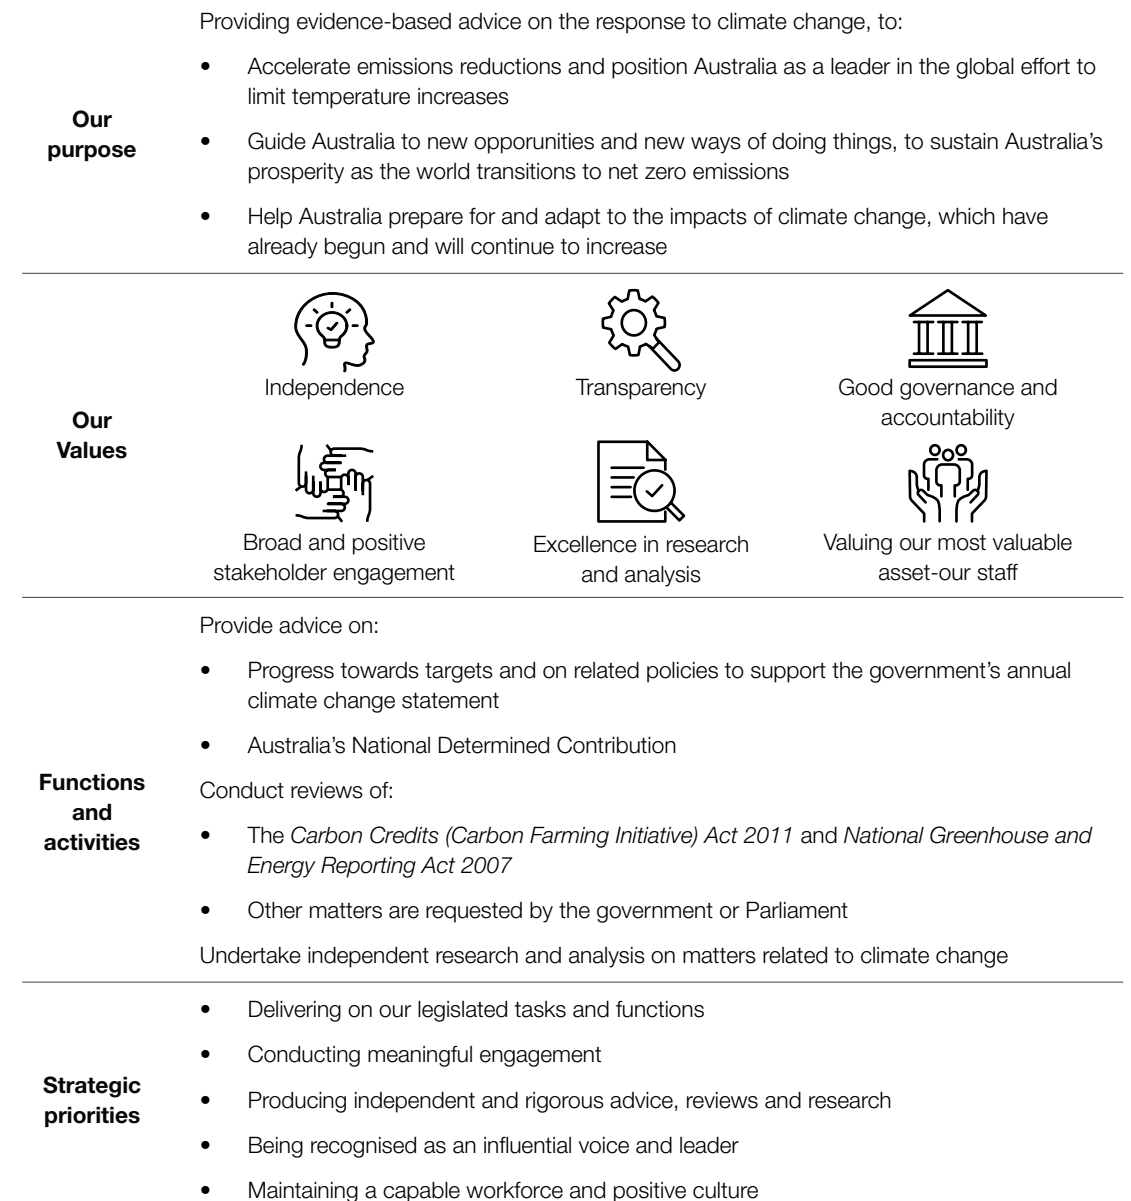 Providing evidence-based advice on the response to climate change, to:
• Accelerate emissions reductions and position Australia as a leader in the global effort to
limit temperature increases
Our
purpose
• Guide Australia to new opporunities and new ways of doing things, to sustain Australia's
prosperity as the world transitions to net zero emissions
• Help Australia prepare for and adapt to the impacts of climate change, which have
already begun and will continue to increase
Our
Values
Independence
Transparency
Good governance and
accountability
Broad and positive
stakeholder engagement
Excellence in research
and analysis
Valuing our most valuable
asset-our staff
Functions
and
activities
Provide advice on:
• Progress towards targets and on related policies to support the government's annual
climate change statement
• Australia's National Determined Contribution
Conduct reviews of:
• The Carbon Credits (Carbon Farming Initiative) Act 2011 and National Greenhouse and
Energy Reporting Act 2007
• Other matters are requested by the government or Parliament
Undertake independent research and analysis on matters related to climate change
Strategic
priorities
• Delivering on our legislated tasks and functions
• Conducting meaningful engagement
• Producing independent and rigorous advice, reviews and research
• Being recognised as an influential voice and leader
• Maintaining a capable workforce and positive culture